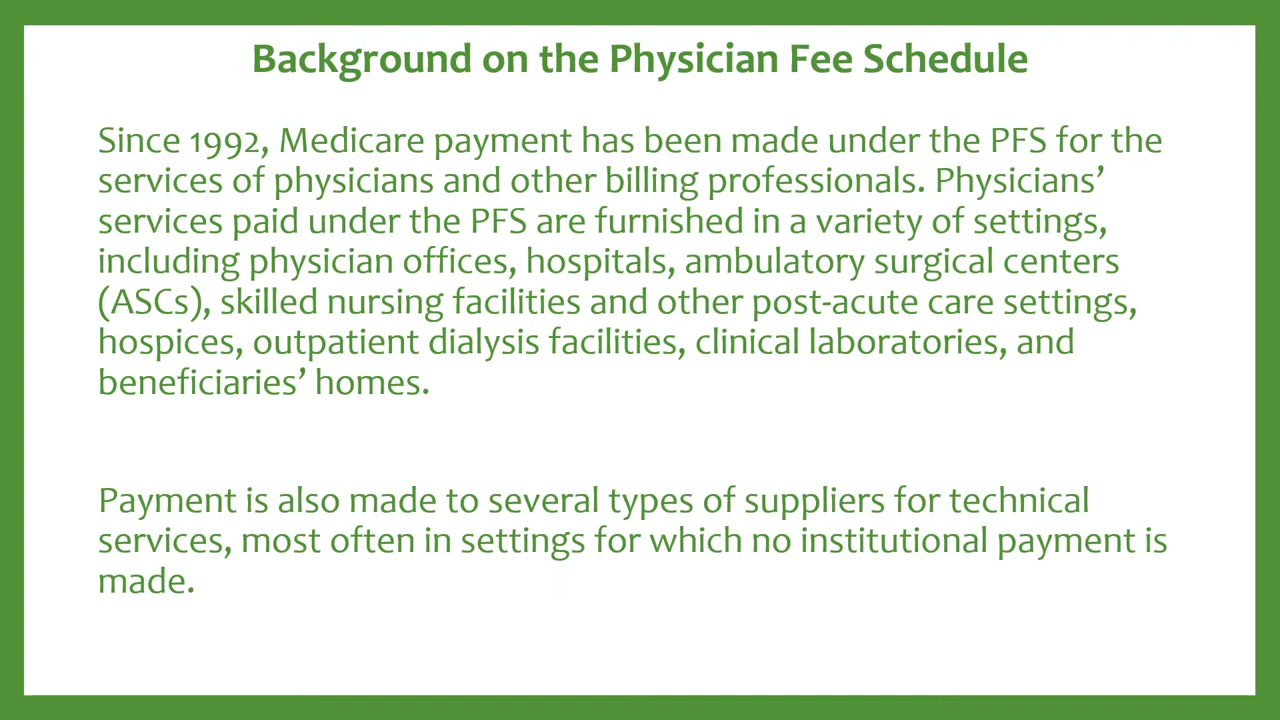 Background on the Physician Fee Schedule
Since 1992, Medicare payment has been made under the PFS for the
services of physicians and other billing professionals. Physicians’
services paid under the PFS are furnished in a variety of settings,
including physician offices, hospitals, ambulatory surgical centers
(ASCs), skilled nursing facilities and other post-acute care settings,
hospices, outpatient dialysis facilities, clinical laboratories, and
beneficiaries’ homes.
Payment is also made to several types of suppliers for technical
services, most often in settings for which no institutional payment is
made.